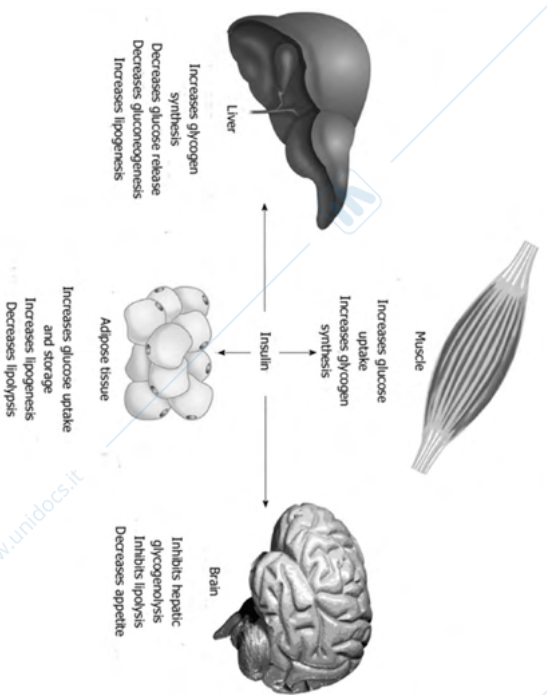 Muscle
Increases glucose
uptake
Increases glycogen
synthesis
Insulin
Liver
Increases glycogen
synthesis
Decreases glucose release
Decreases gluconeogenesis
Increases lipogenesis
Brain
Inhibits hepatic
glycogenolysis
Inhibits lipolysis
Decreases appetite
Adipose tissue
Increases glucose uptake
and storage
Increases lipogenesis
Decreases lipolypsis
w.unidocs.it